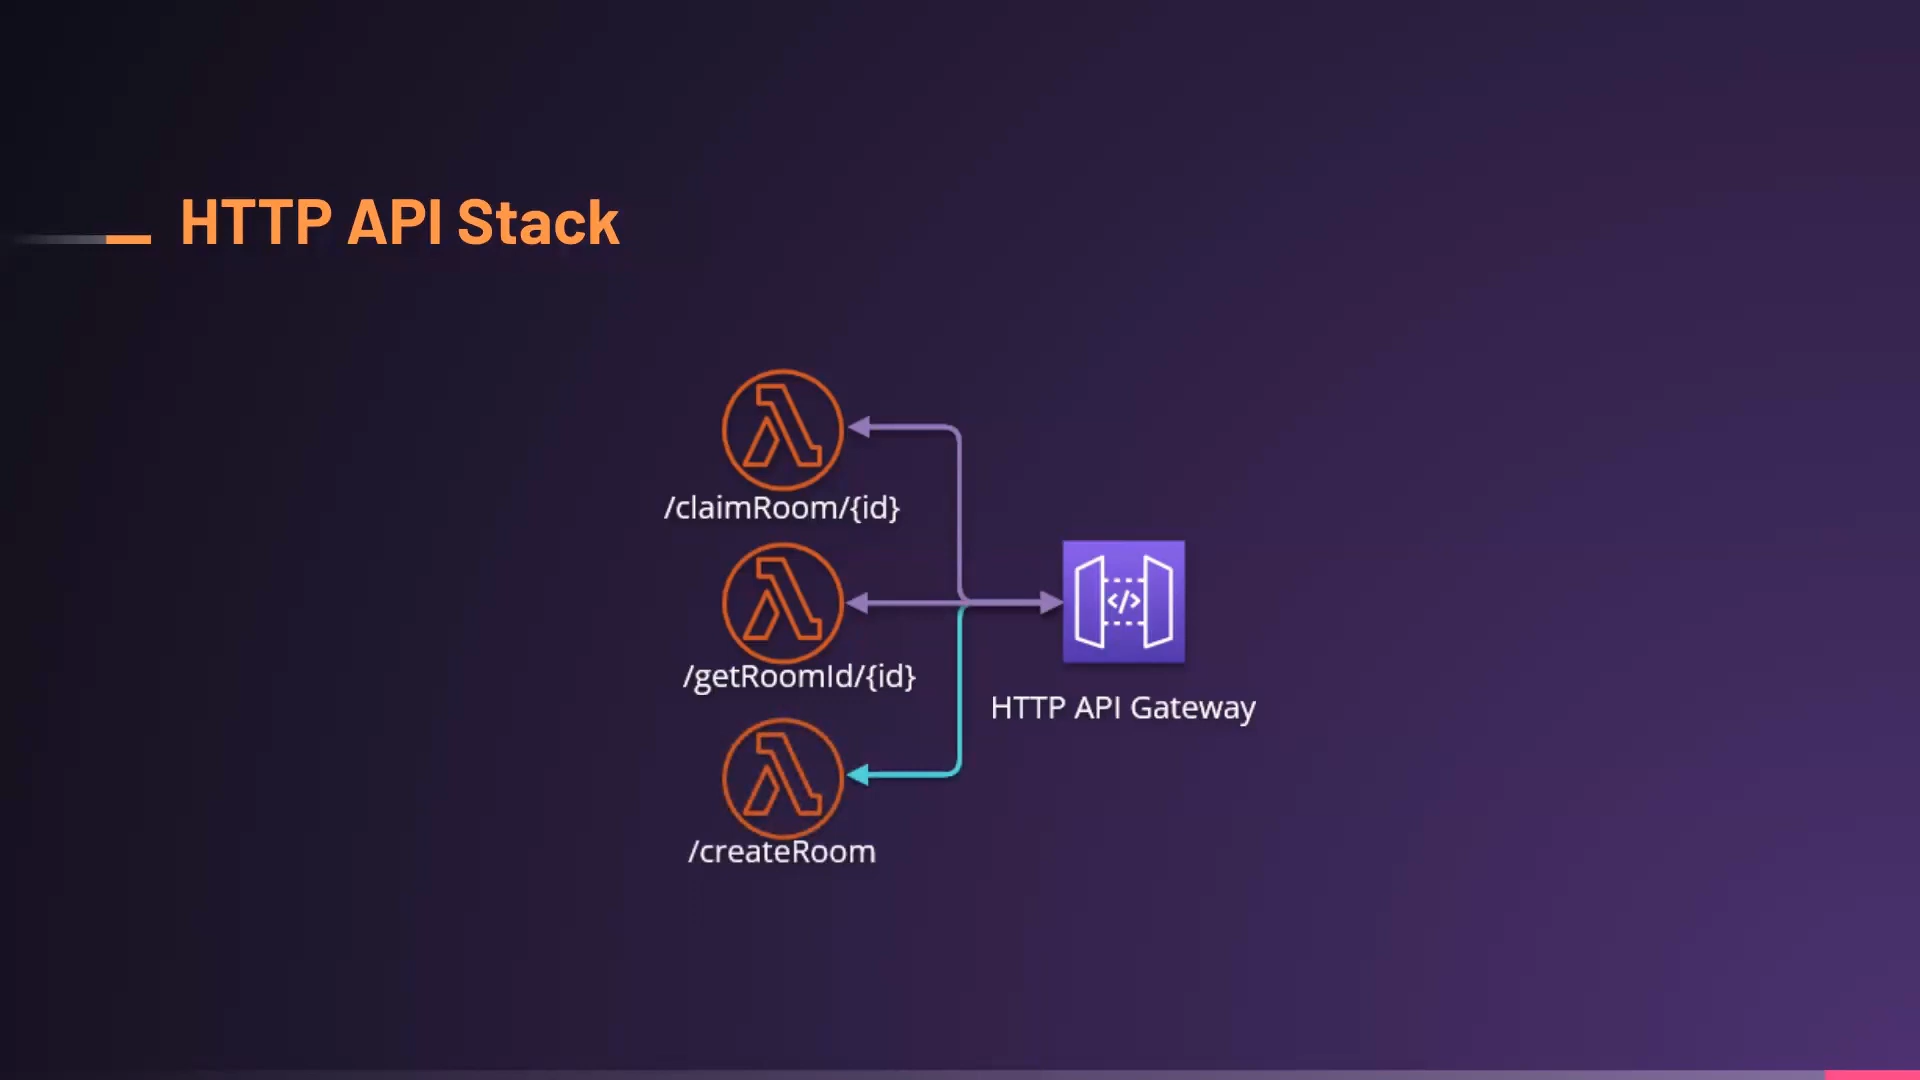 HTTP API Stack
/claimRoom/{id}
</>
/getRoomId/{id}
HTTP API Gateway
/createRoom